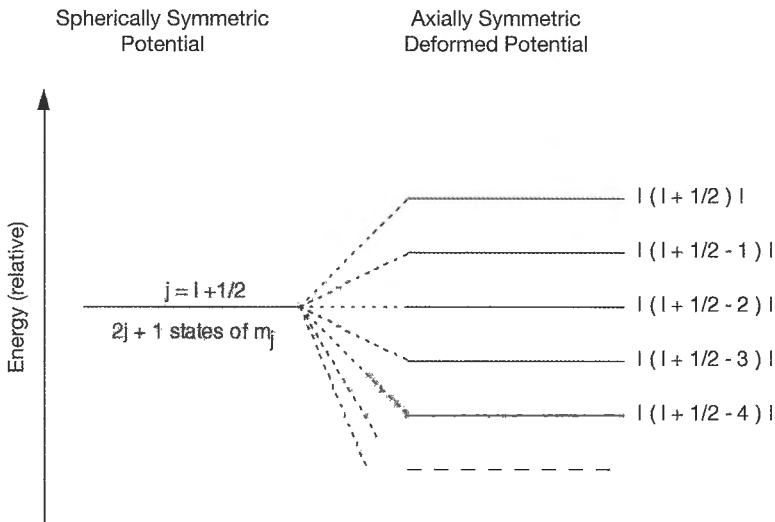 Spherically Symmetric
Potential
Axially Symmetric
Deformed Potential
Energy (relative)
j = l +1/2
2j + 1 states of mj
| ( l + 1/2 ) |
| ( l + 1/2 - 1 ) |
| ( l + 1/2 - 2 ) |
| ( l + 1/2 - 3 ) |
| ( l + 1/2 - 4 ) |